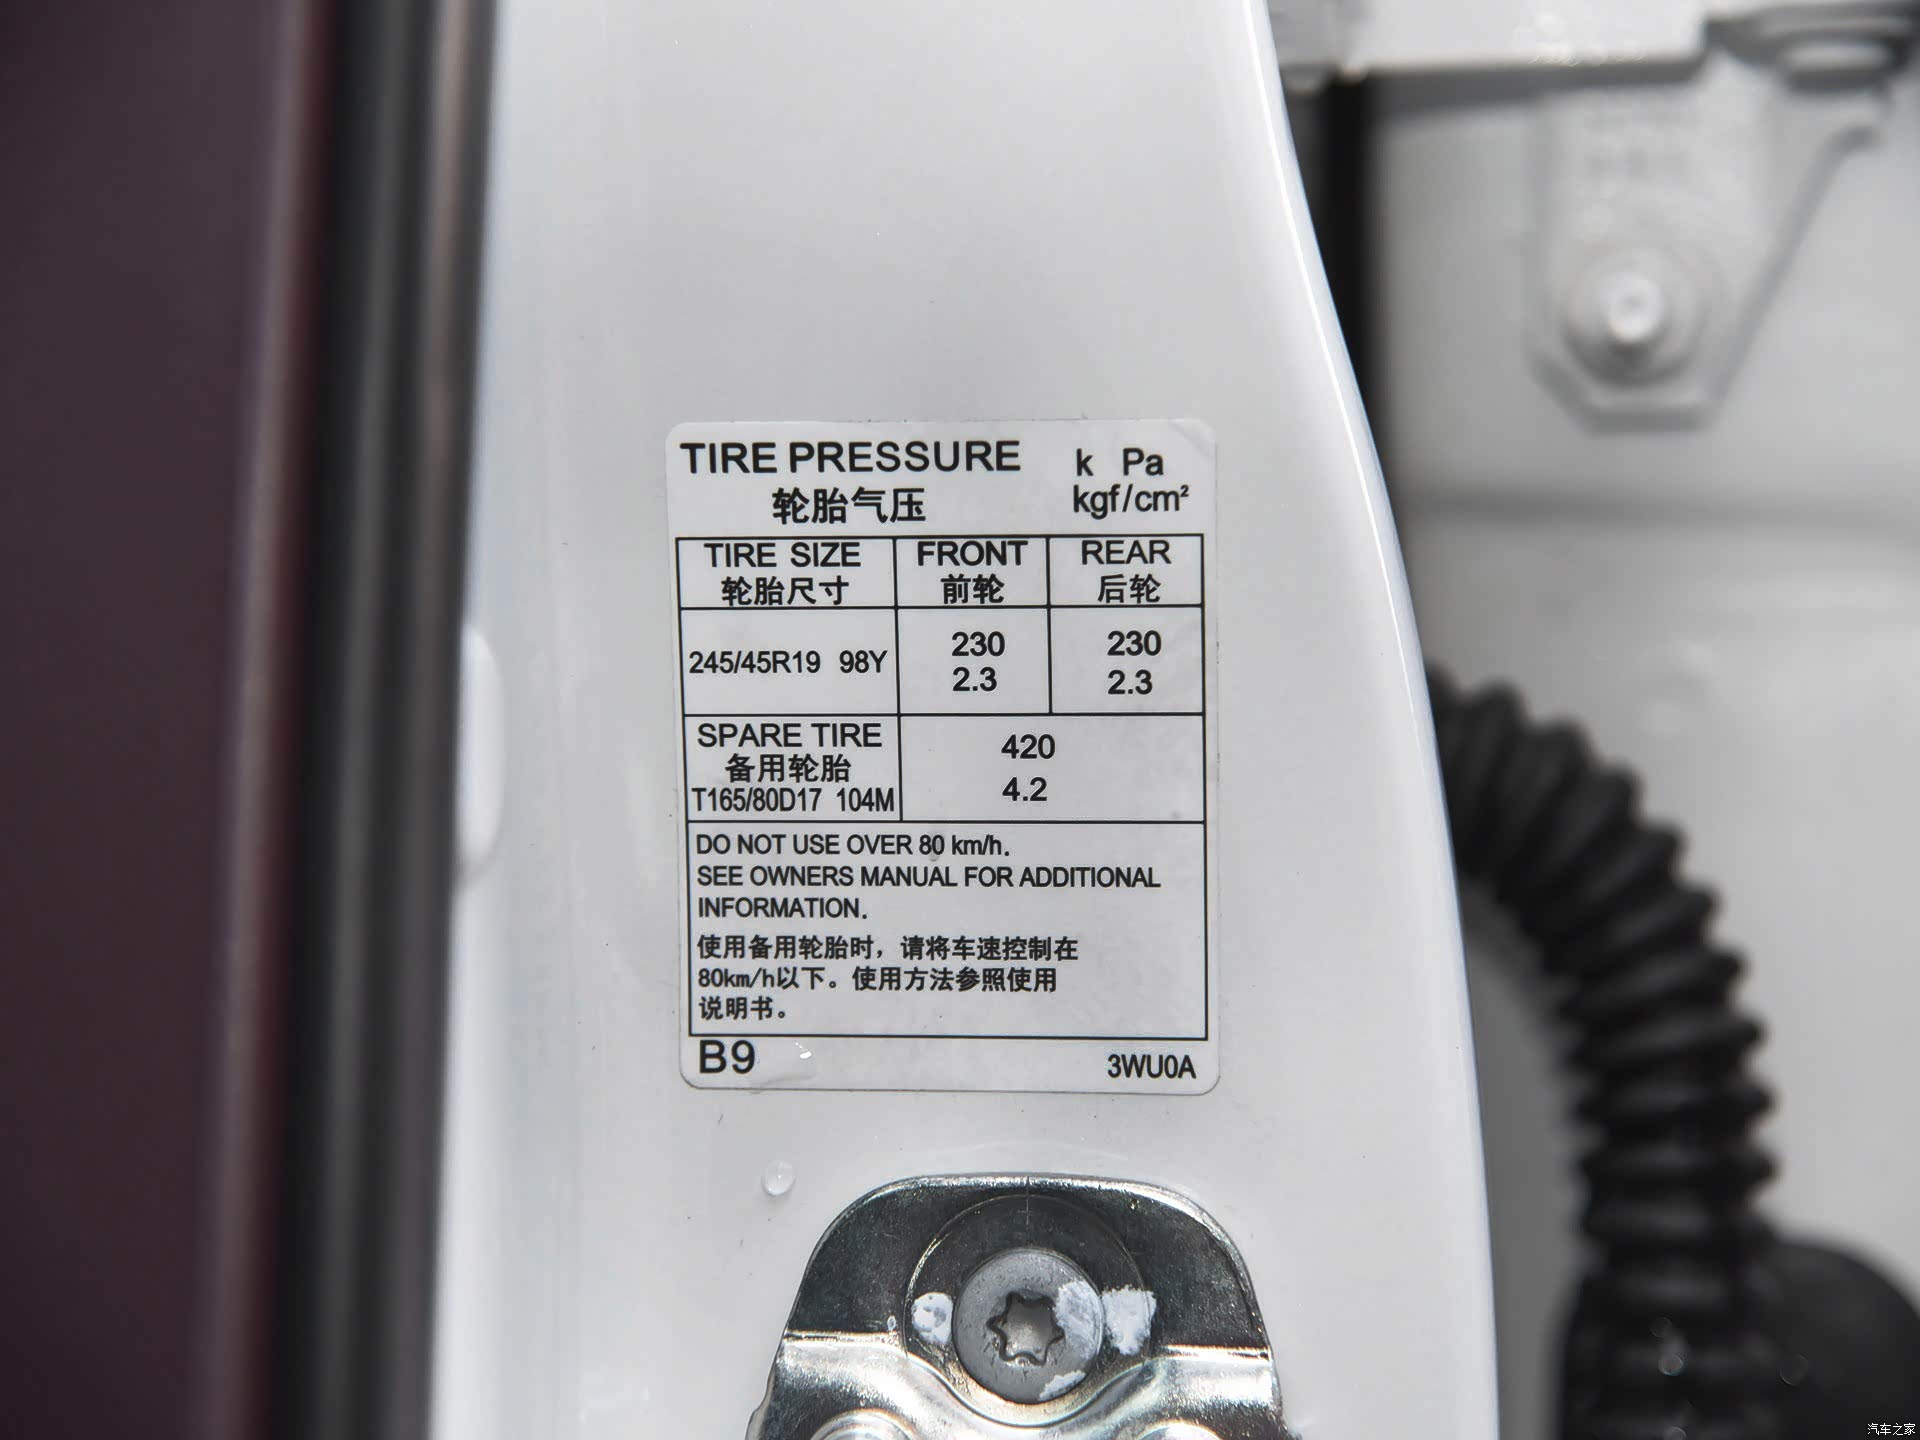 TIRE PRESSURE k Pa
轮胎气压 kgf/cm²
TIRE SIZE FRONT REAR
轮胎尺寸 前轮 后轮
245/45R19 98Y
230 230
2.3 2.3
SPARE TIRE
备用轮胎
T165/80D17 104M
420
4.2
DO NOT USE OVER 80 km/h.
SEE OWNERS MANUAL FOR ADDITIONAL
INFORMATION.
使用备用轮胎时，请将车速控制在
80km/h以下。使用方法参照使用
说明书。
B9 3WU0A
汽车之家